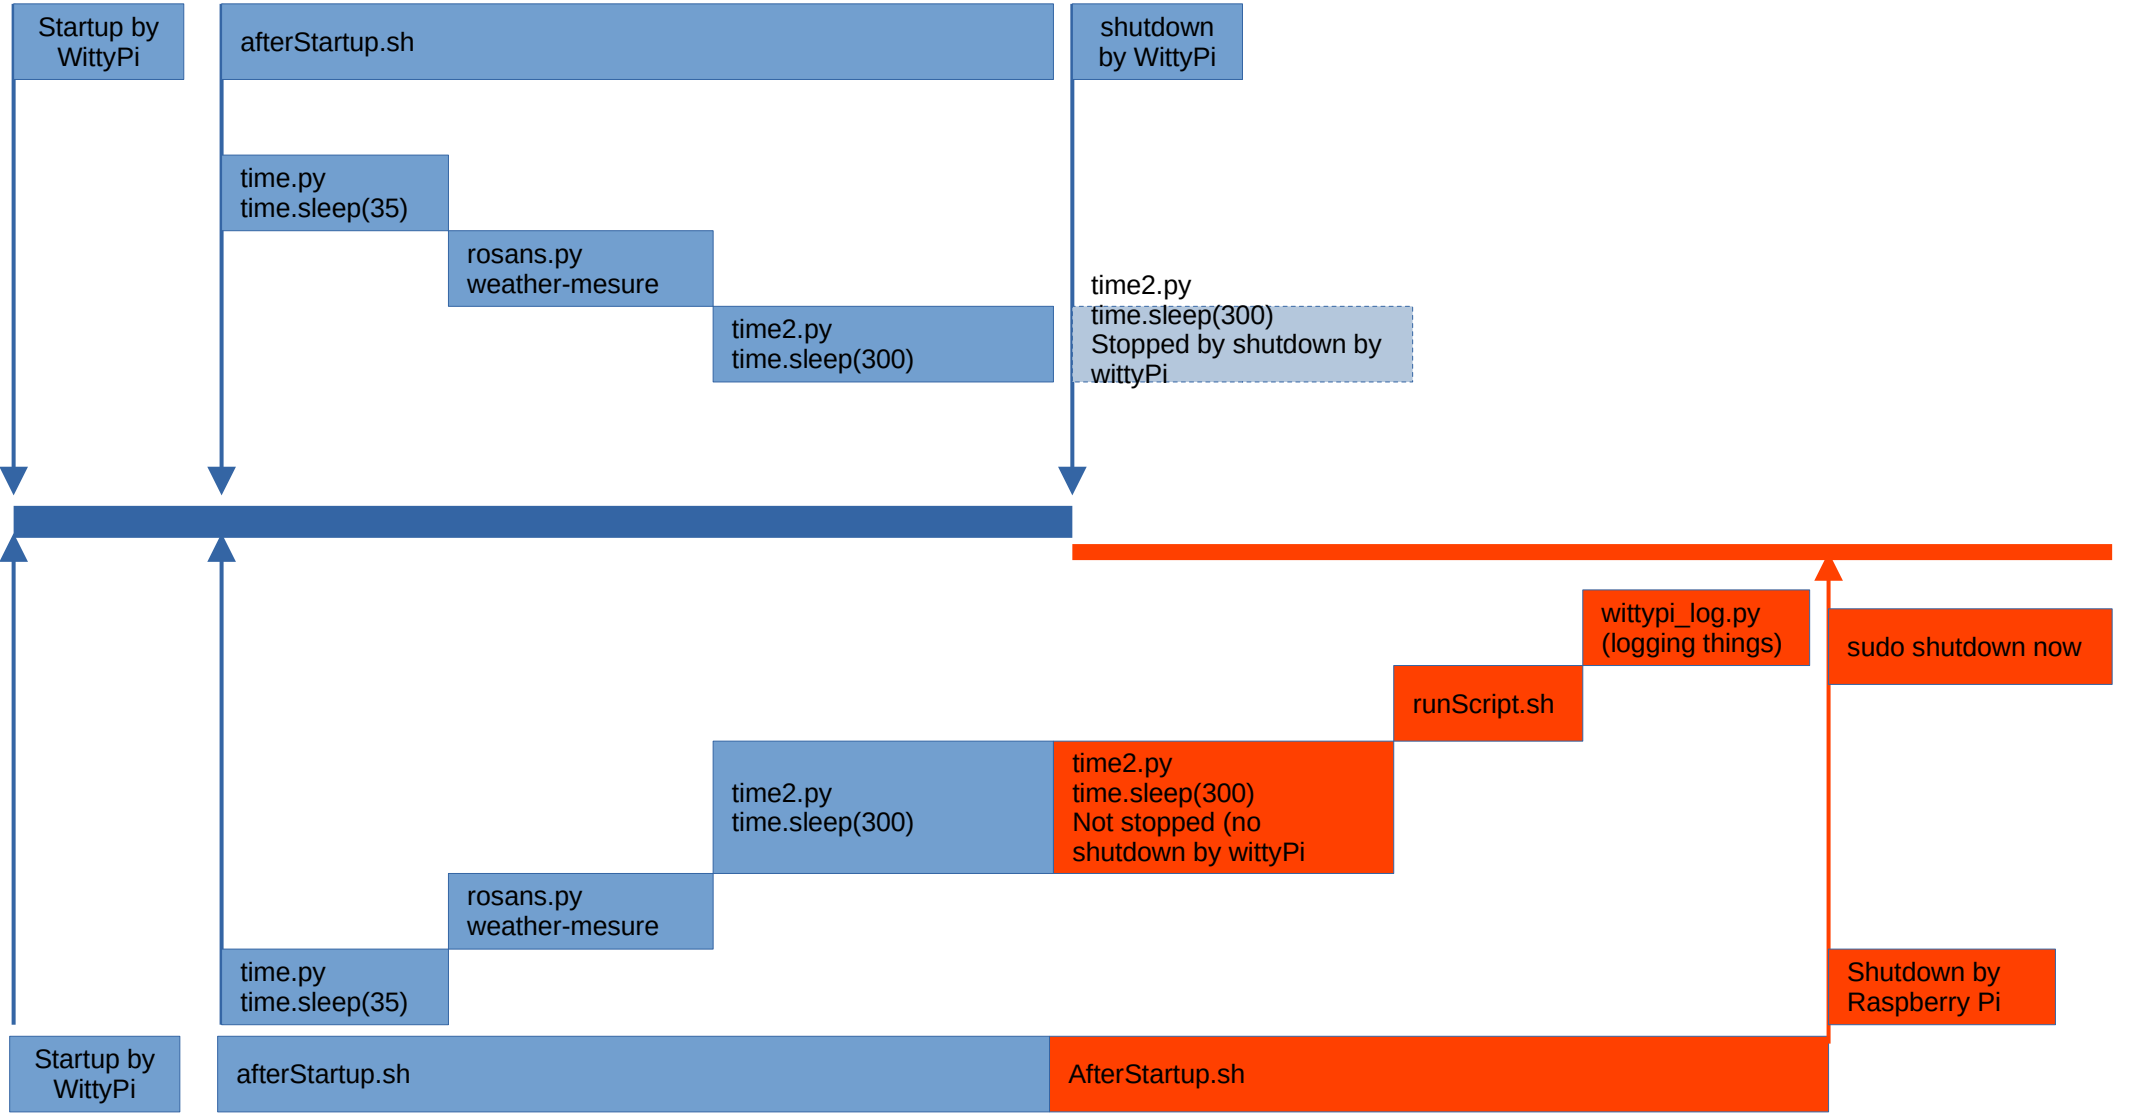 Startup by
WittyPi
afterStartup.sh
shutdown
by WittyPi
time.py
time.sleep(35)
rosans.py
weather-mesure
time2.py
time.sleep(300)
time2.py
time.sleep(300)
Stopped by shutdown by
wittyPi
wittypi_log.py
(logging things)
sudo shutdown now
runScript.sh
time2.py
time.sleep(300)
time2.py
time.sleep(300)
Not stopped (no
shutdown by wittyPi
rosans.py
weather-mesure
time.py
time.sleep(35)
Shutdown by
Raspberry Pi
Startup by
WittyPi
afterStartup.sh
AfterStartup.sh